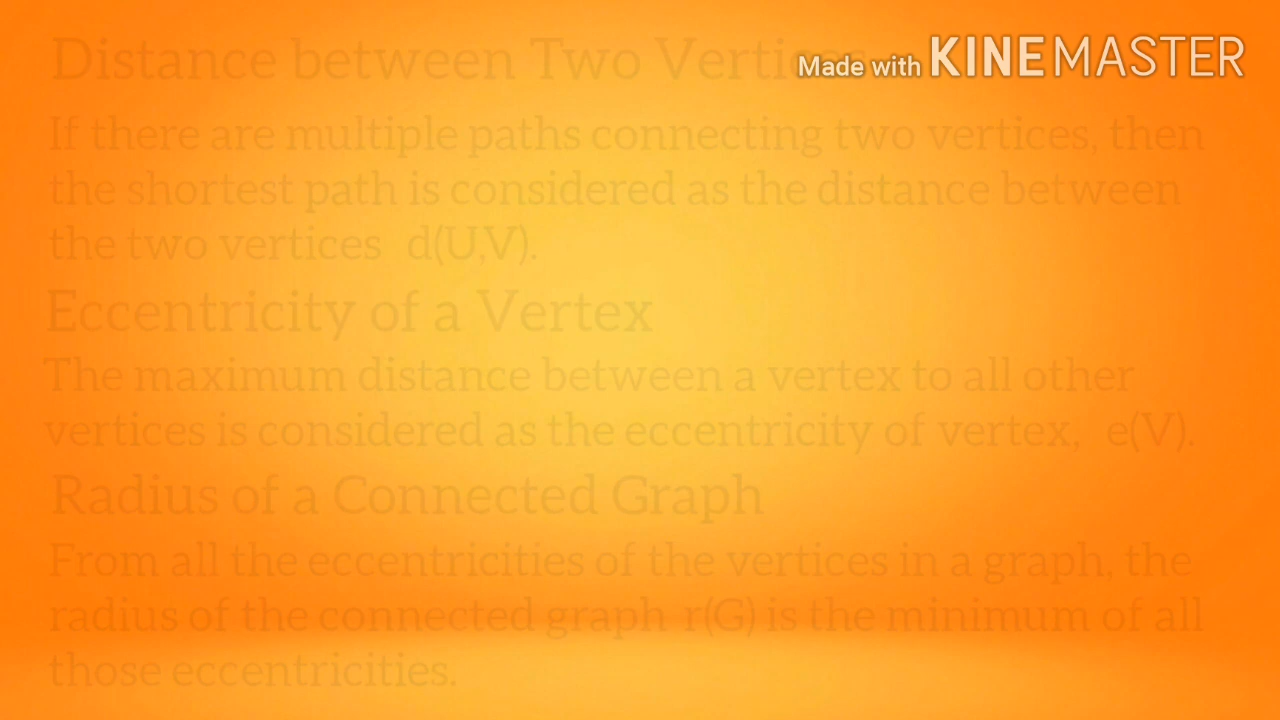 Distance between Two Vertices
Made with KINEMASTER
If there are multiple paths connecting two vertices, then
the shortest path is considered as the distance between
the two vertices d(U,V).
Eccentricity of a Vertex
The maximum distance between a vertex to all other
vertices is considered as the eccentricity of vertex, e(V).
Radius of a Connected Graph
From all the eccentricities of the vertices in a graph, the
radius of the connected graph r(G) is the minimum of all
those eccentricities.